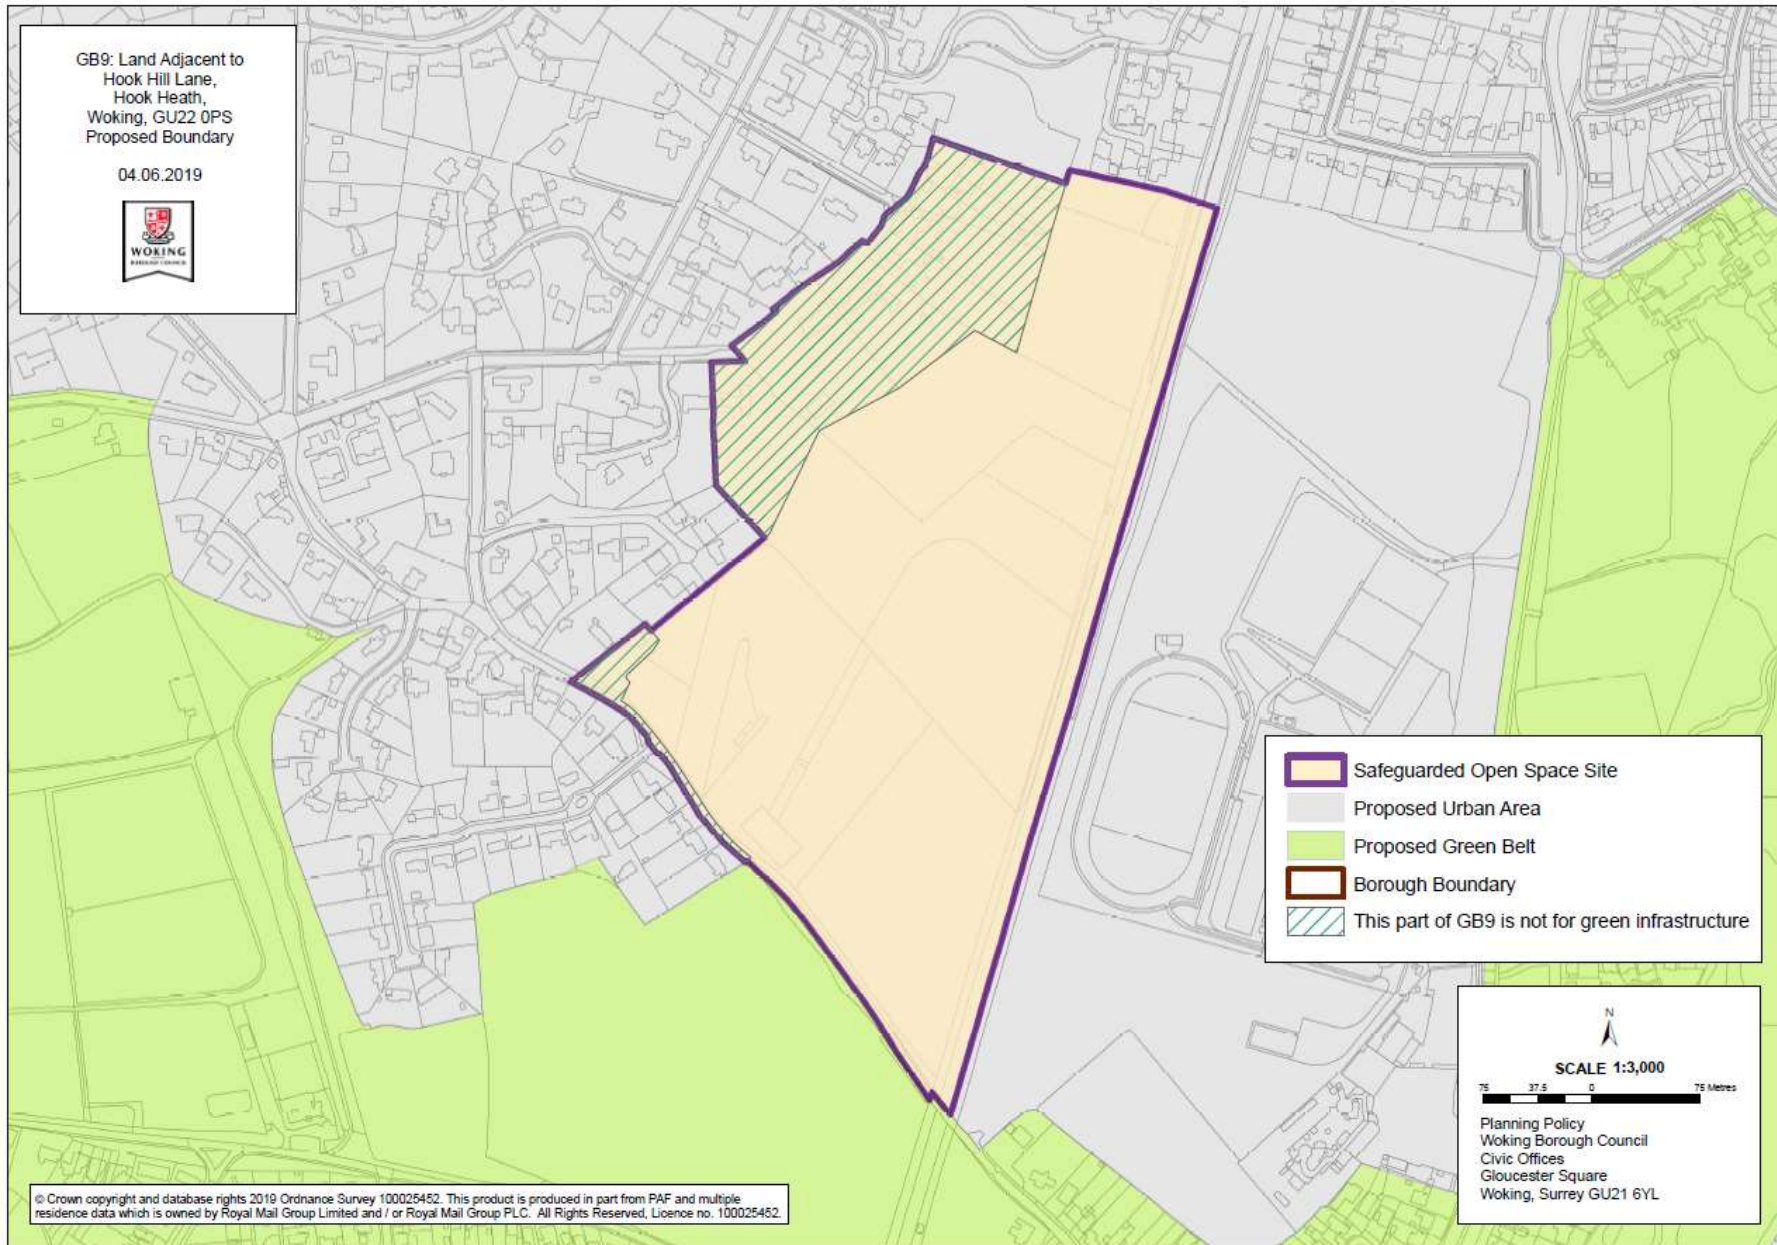 GB9: Land Adjacent to
Hook Hill Lane,
Hook Heath,
Woking, GU22 0PS
Proposed Boundary
04.06.2019
WOKING
BOROUGH COUNCIL
Safeguarded Open Space Site
Proposed Urban Area
Proposed Green Belt
Borough Boundary
This part of GB9 is not for green infrastructure
N
SCALE 1:3,000
75 37.5 0 75 Metres
Planning Policy
Woking Borough Council
Civic Offices
Gloucester Square
Woking, Surrey GU21 6YL
© Crown copyright and database rights 2019 Ordnance Survey 100025452. This product is produced in part from PAF and multiple
residence data which is owned by Royal Mail Group Limited and / or Royal Mail Group PLC. All Rights Reserved, Licence no. 100025452.